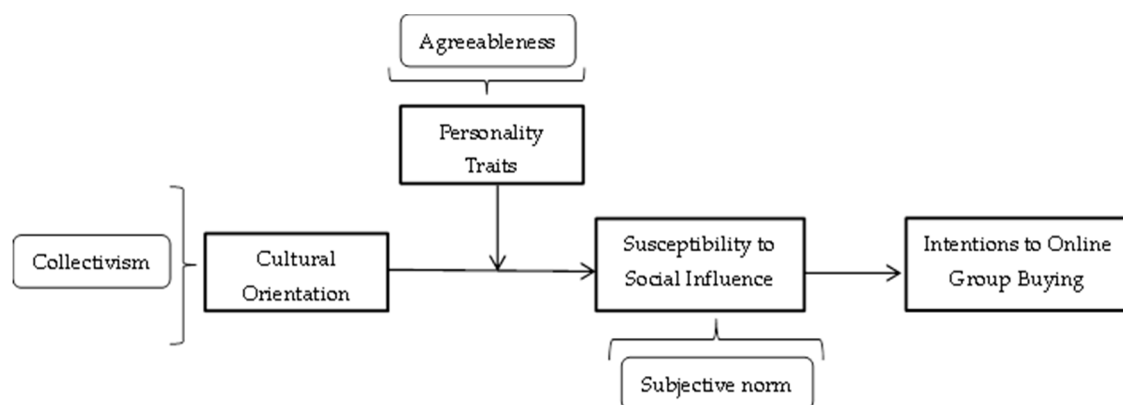 Agreeableness
Personality
Traits
Collectivism
Cultural
Orientation
Susceptibility to
Social Influence
Intentions to Online
Group Buying
Subjective norm